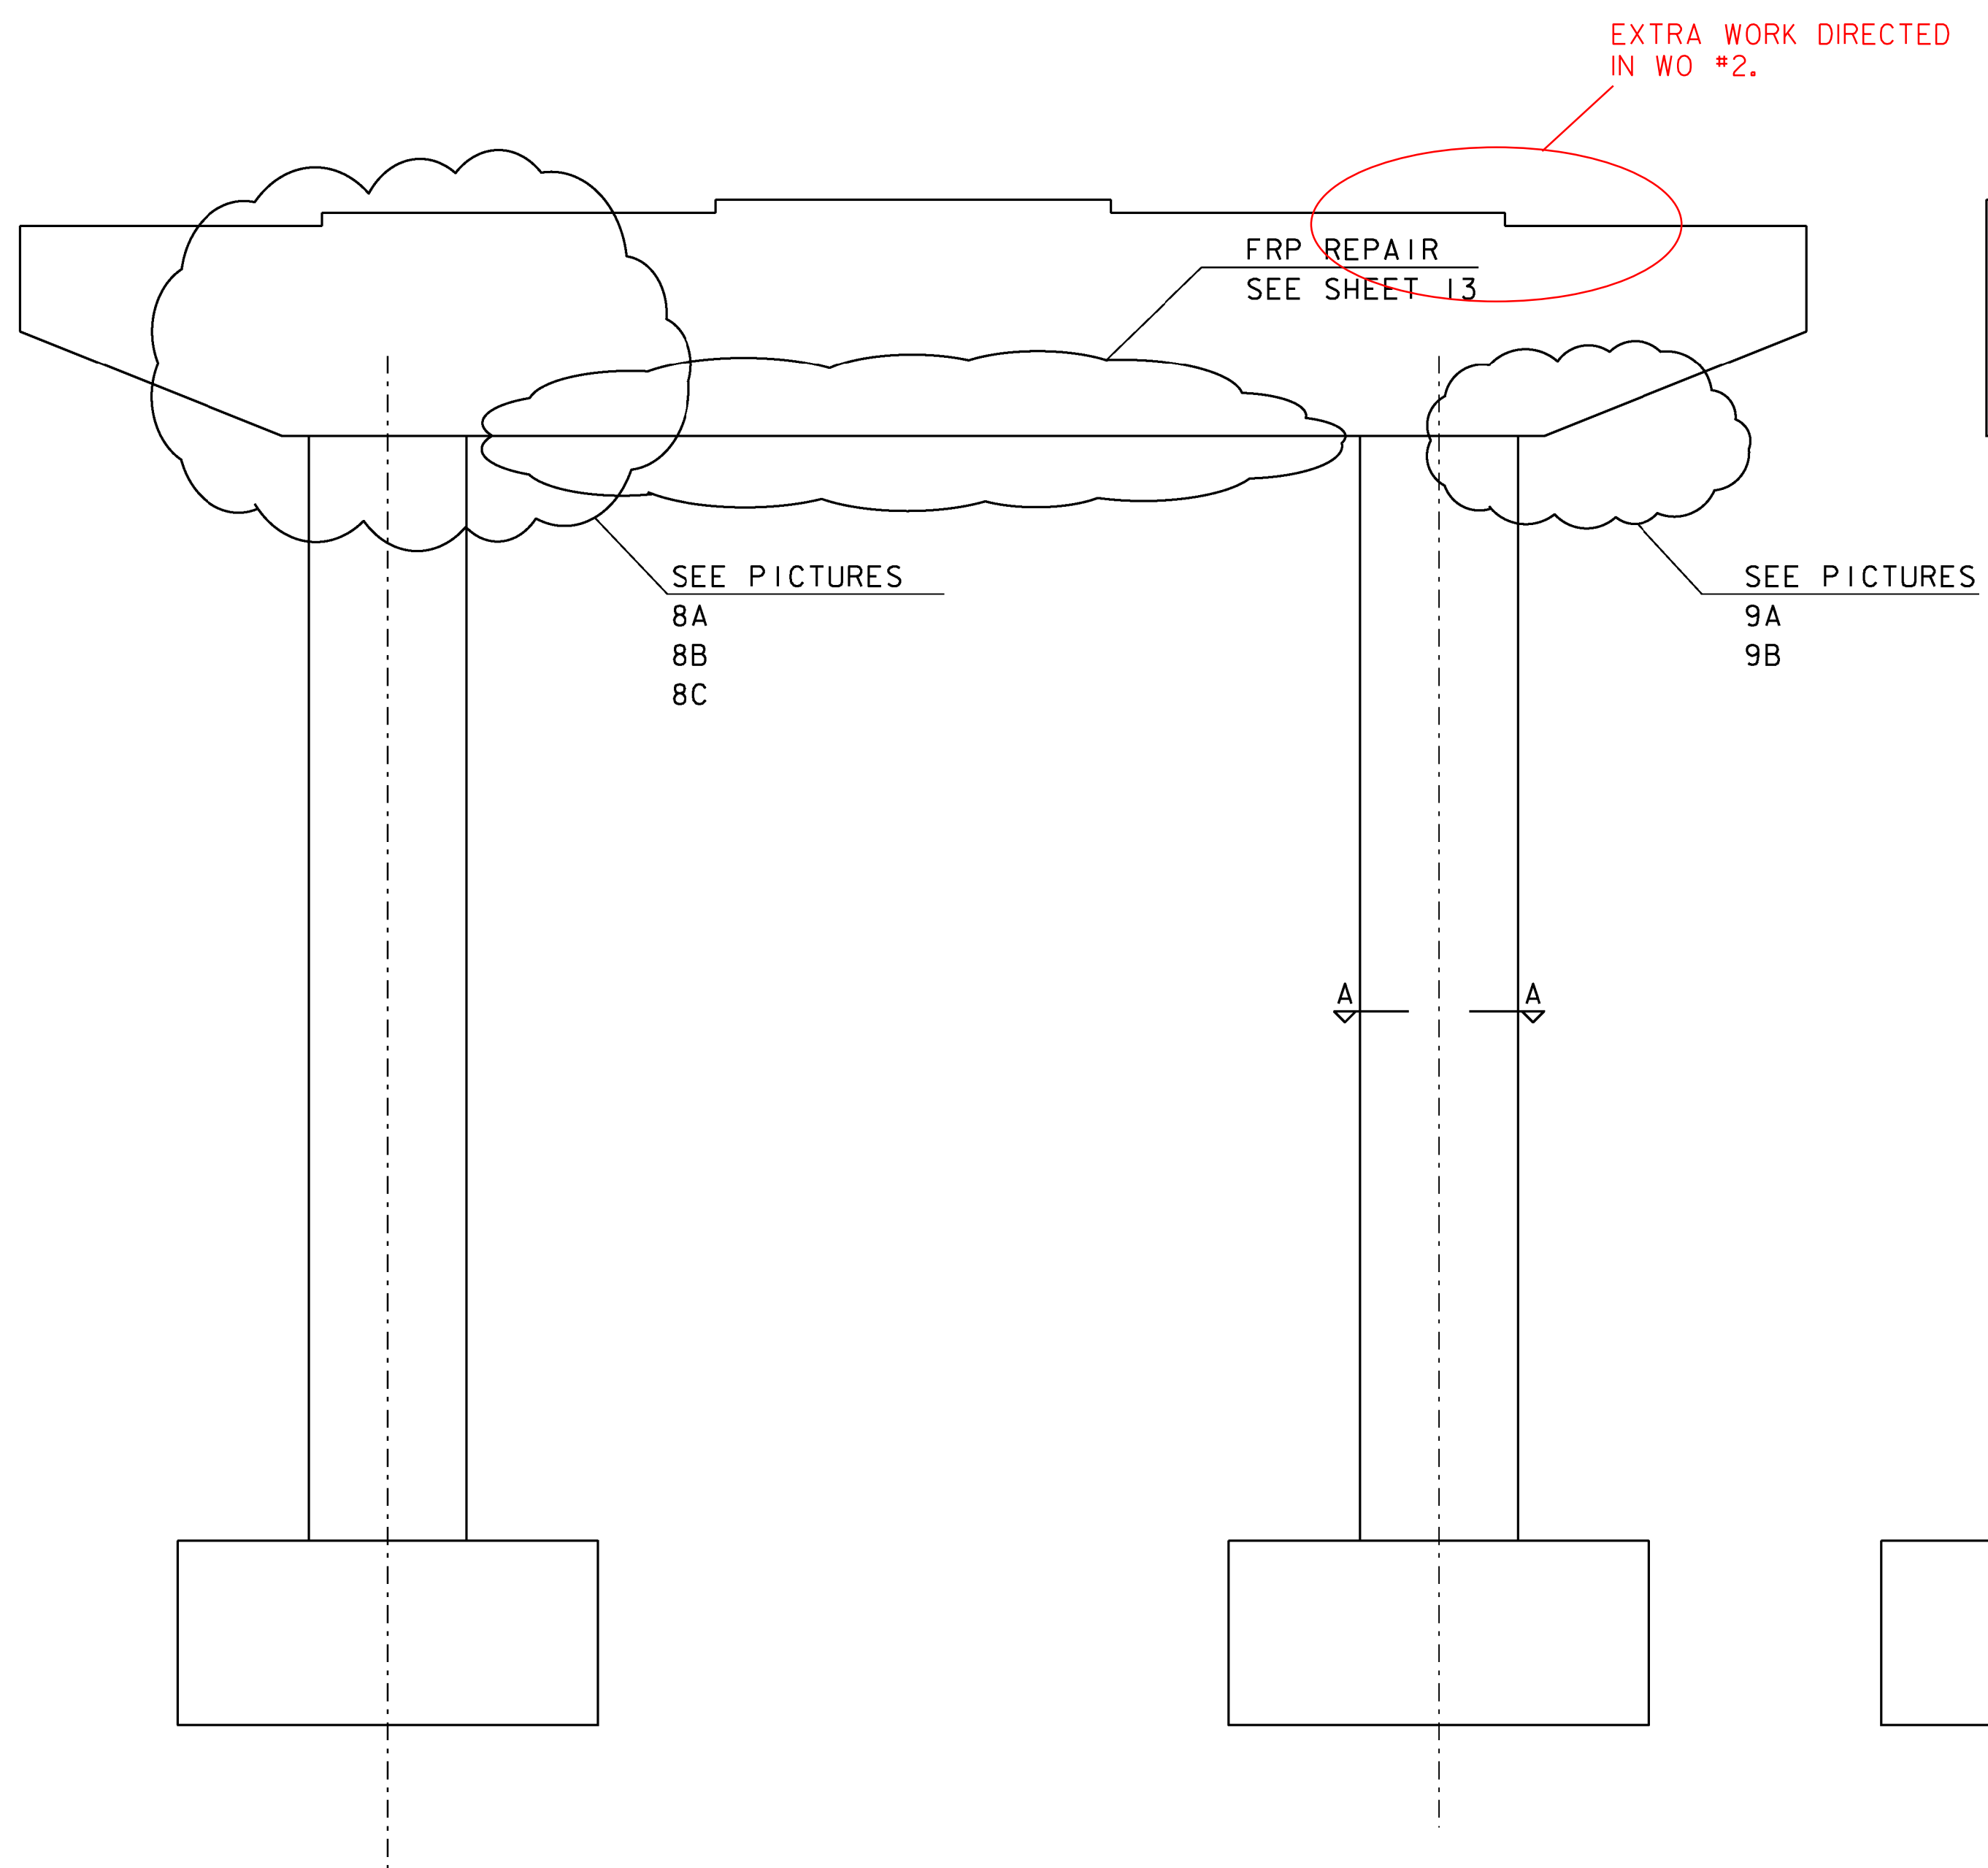 EXTRA WORK DIRECTED
IN WO #2.
FRP REPAIR
SEE SHEET 13
SEE PICTURES
8A
8B
8C
SEE PICTURES
9A
9B
A
A